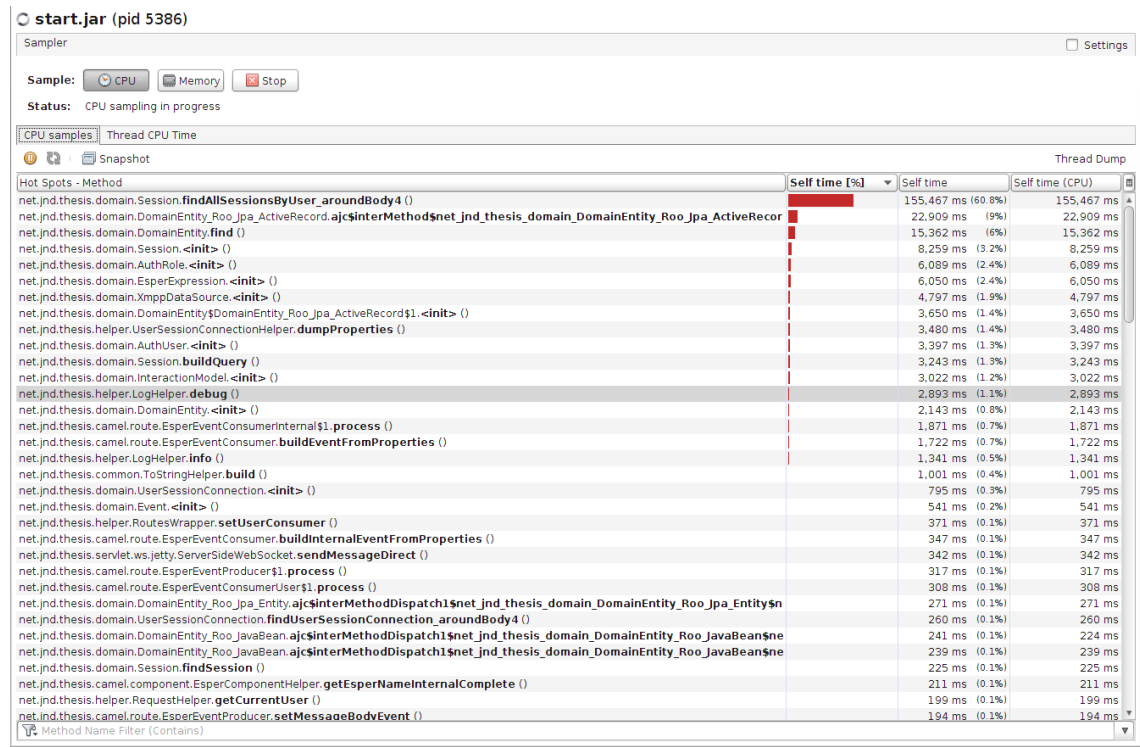 start.jar (pid 5386)
Sampler Settings
Sample: CPU Memory Stop
Status: CPU sampling in progress
CPU samples Thread CPU Time
Snapshot Thread Dump
Hot Spots - Method Self time [%] Self time Self time (CPU)
net.jnd.thesis.domain.Session.findAllSessionsByUser_aroundBody4 () 155,467 ms (60.8%) 155,467 ms
net.jnd.thesis.domain.DomainEntity_Roo_Jpa_ActiveRecord.ajc$interMethod$net_jnd_thesis_domain_DomainEntity_Roo_Jpa_ActiveRecor 22,909 ms (9%) 22,909 ms
net.jnd.thesis.domain.DomainEntity.find () 15,362 ms (6%) 15,362 ms
net.jnd.thesis.domain.Session.<init> () 8,259 ms (3.2%) 8,259 ms
net.jnd.thesis.domain.AuthRole.<init> () 6,089 ms (2.4%) 6,089 ms
net.jnd.thesis.domain.EsperExpression.<init> () 6,050 ms (2.4%) 6,050 ms
net.jnd.thesis.domain.XmppDataSource.<init> () 4,797 ms (1.9%) 4,797 ms
net.jnd.thesis.domain.DomainEntity$DomainEntity_Roo_Jpa_ActiveRecord$1.<init> () 3,650 ms (1.4%) 3,650 ms
net.jnd.thesis.helper.UserSessionConnectionHelper.dumpProperties () 3,480 ms (1.4%) 3,480 ms
net.jnd.thesis.domain.AuthUser.<init> () 3,397 ms (1.3%) 3,397 ms
net.jnd.thesis.domain.Session.buildQuery () 3,243 ms (1.3%) 3,243 ms
net.jnd.thesis.domain.InteractionModel.<init> () 3,022 ms (1.2%) 3,022 ms
net.jnd.thesis.helper.LogHelper.debug () 2,893 ms (1.1%) 2,893 ms
net.jnd.thesis.domain.DomainEntity.<init> () 2,143 ms (0.8%) 2,143 ms
net.jnd.thesis.camel.route.EsperEventConsumerInternal$1.process () 1,871 ms (0.7%) 1,871 ms
net.jnd.thesis.camel.route.EsperEventConsumer.buildEventFromProperties () 1,722 ms (0.7%) 1,722 ms
net.jnd.thesis.helper.LogHelper.info () 1,341 ms (0.5%) 1,341 ms
net.jnd.thesis.common.ToStringHelper.build () 1,001 ms (0.4%) 1,001 ms
net.jnd.thesis.domain.UserSessionConnection.<init> () 795 ms (0.3%) 795 ms
net.jnd.thesis.domain.Event.<init> () 541 ms (0.2%) 541 ms
net.jnd.thesis.helper.RoutesWrapper.setUserConsumer () 371 ms (0.1%) 371 ms
net.jnd.thesis.camel.route.EsperEventConsumer.buildInternalEventFromProperties () 347 ms (0.1%) 347 ms
net.jnd.thesis.servlet.ws.jetty.ServerSideWebSocket.sendMessageDirect () 342 ms (0.1%) 342 ms
net.jnd.thesis.camel.route.EsperEventProducer$1.process () 317 ms (0.1%) 317 ms
net.jnd.thesis.camel.route.EsperEventConsumerUser$1.process () 308 ms (0.1%) 308 ms
net.jnd.thesis.domain.DomainEntity_Roo_Jpa_Entity.ajc$interMethodDispatch1$net_jnd_thesis_domain_DomainEntity_Roo_Jpa_Entity$n 271 ms (0.1%) 271 ms
net.jnd.thesis.domain.UserSessionConnection.findUserSessionConnection_aroundBody4 () 260 ms (0.1%) 260 ms
net.jnd.thesis.domain.DomainEntity_Roo_JavaBean.ajc$interMethodDispatch1$net_jnd_thesis_domain_DomainEntity_Roo_JavaBean$ne 241 ms (0.1%) 224 ms
net.jnd.thesis.domain.DomainEntity_Roo_JavaBean.ajc$interMethodDispatch1$net_jnd_thesis_domain_DomainEntity_Roo_JavaBean$ne 239 ms (0.1%) 239 ms
net.jnd.thesis.domain.Session.findSession () 225 ms (0.1%) 225 ms
net.jnd.thesis.camel.component.EsperComponentHelper.getEsperNameInternalComplete () 211 ms (0.1%) 211 ms
net.jnd.thesis.helper.RequestHelper.getCurrentUser () 199 ms (0.1%) 199 ms
net.jnd.thesis.camel.route.EsperEventProducer.setMessageBodyEvent () 194 ms (0.1%) 194 ms
Method Name Filter (Contains)